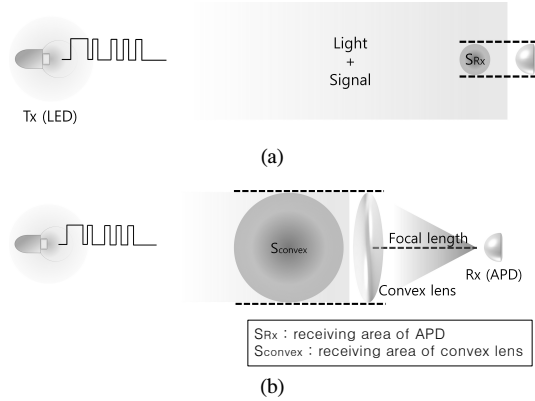 Light
+
Signal
SRx
Tx (LED)
(a)
Sconvex
Focal length
Rx (APD)
Convex lens
SRx : receiving area of APD
Sconvex : receiving area of convex lens
(b)